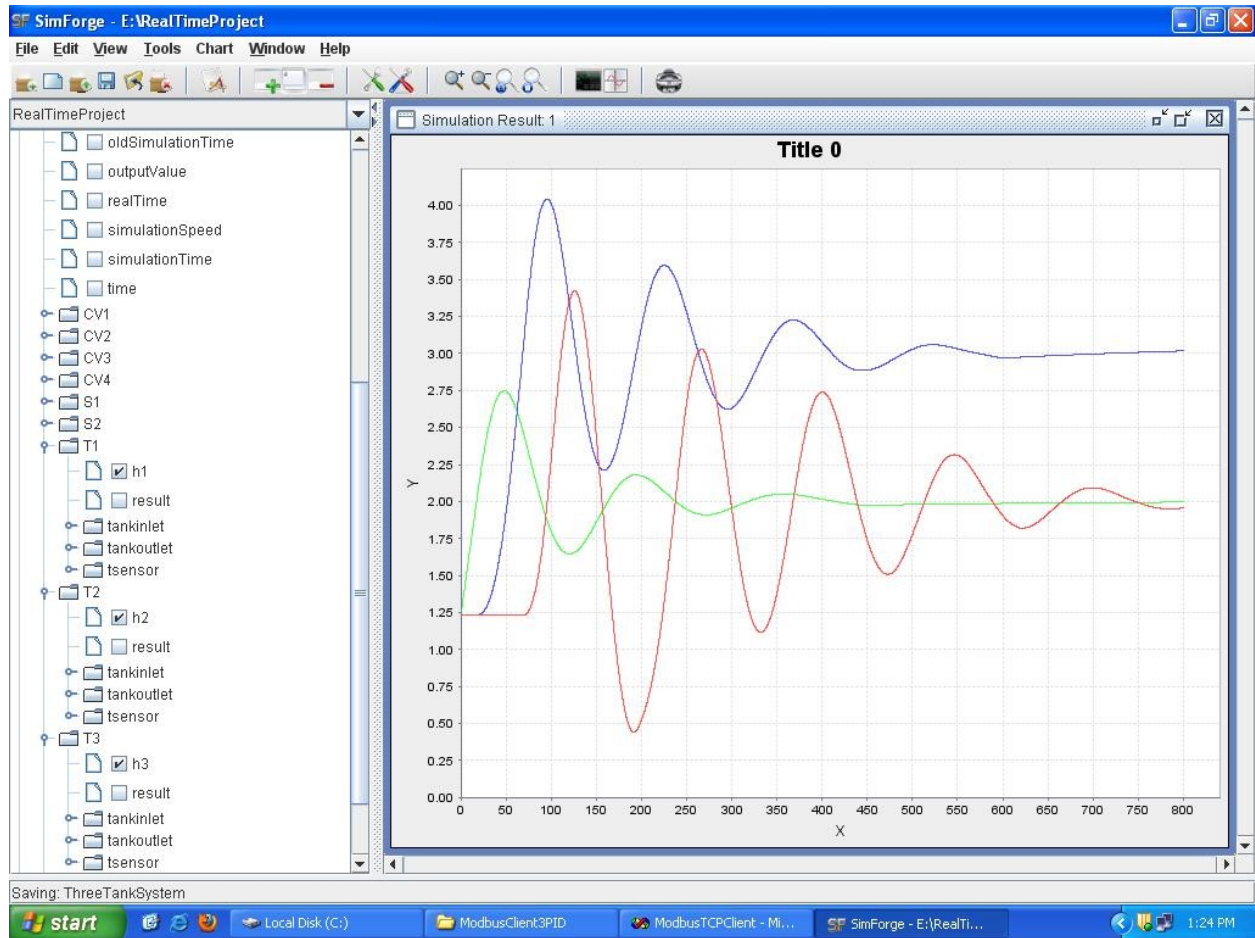 SF SimForge - E:\RealTimeProject
File Edit View Tools Chart Window Help
RealTimeProject
oldSimulationTime
outputValue
realTime
simulationSpeed
simulationTime
time
CV1
CV2
CV3
CV4
S1
S2
T1
h1
result
tankinlet
tankoutlet
tsensor
T2
h2
result
tankinlet
tankoutlet
tsensor
T3
h3
result
tankinlet
tankoutlet
tsensor
Simulation Result: 1
Title 0
4.00
3.75
3.50
3.25
3.00
2.75
2.50
2.25
2.00
1.75
1.50
1.25
1.00
0.75
0.50
0.25
0.00
Y
0 50 100 150 200 250 300 350 400 450 500 550 600 650 700 750 800
X
Saving: ThreeTankSystem
start Local Disk (C:) ModbusClient3PID ModbusTCPClient - Mi... SF SimForge - E:\RealTi... 1:24 PM